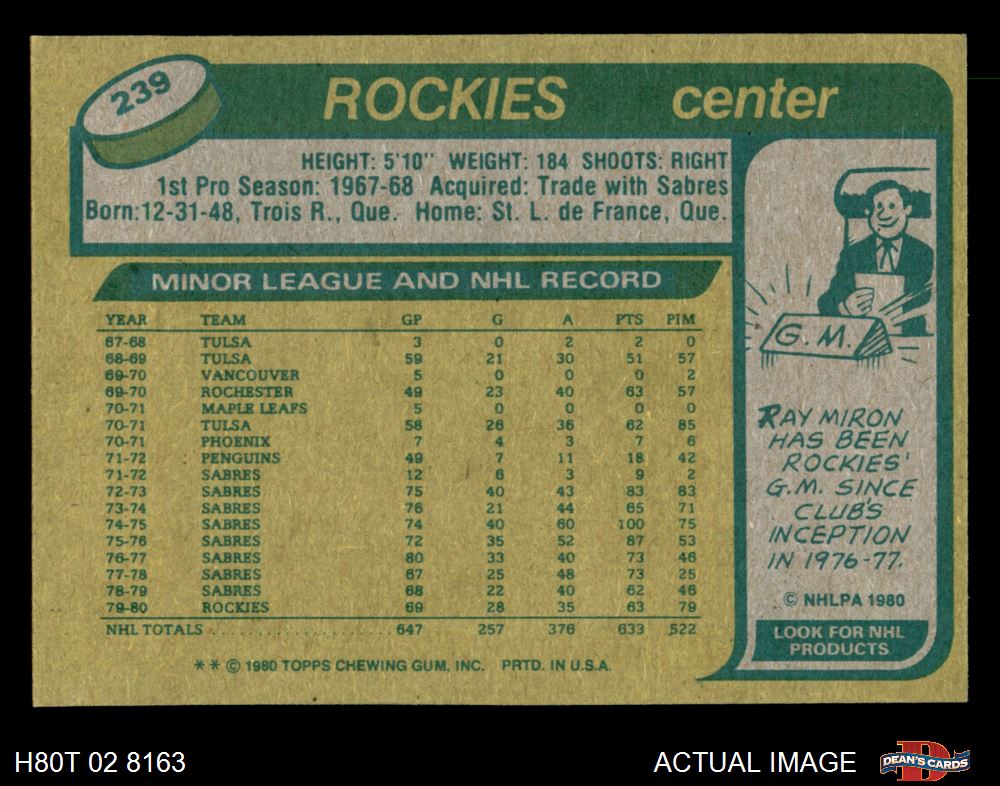 239
ROCKIES center
HEIGHT: 5'10" WEIGHT: 184 SHOOTS: RIGHT
1st Pro Season: 1967-68 Acquired: Trade with Sabres
Born:12-31-48, Trois R., Que. Home: St. L. de France, Que.
MINOR LEAGUE AND NHL RECORD
YEAR TEAM GP G A PTS PIM
67-68 TULSA 3 0 2 2 0
68-69 TULSA 59 21 30 51 57
69-70 VANCOUVER 5 0 0 0 2
69-70 ROCHESTER 49 23 40 63 57
70-71 MAPLE LEAFS 5 0 0 0 0
70-71 TULSA 58 26 36 62 85
70-71 PHOENIX 7 4 3 7 6
71-72 PENGUINS 49 7 11 18 42
71-72 SABRES 12 6 3 9 2
72-73 SABRES 75 40 43 83 83
73-74 SABRES 76 21 44 65 71
74-75 SABRES 74 40 60 100 75
75-76 SABRES 72 35 52 87 53
76-77 SABRES 80 33 40 73 46
77-78 SABRES 67 25 48 73 25
78-79 SABRES 68 22 40 62 46
79-80 ROCKIES 69 28 35 63 79
NHL TOTALS .................... 647 257 376 633 522
** © 1980 TOPPS CHEWING GUM, INC. PRTD. IN U.S.A.
G.M.
RAY MIRON
HAS BEEN
ROCKIES'
G.M. SINCE
CLUB'S
INCEPTION
IN 1976-77.
© NHLPA 1980
LOOK FOR NHL
PRODUCTS
H80T 02 8163
ACTUAL IMAGE
D
DEAN'S CARDS